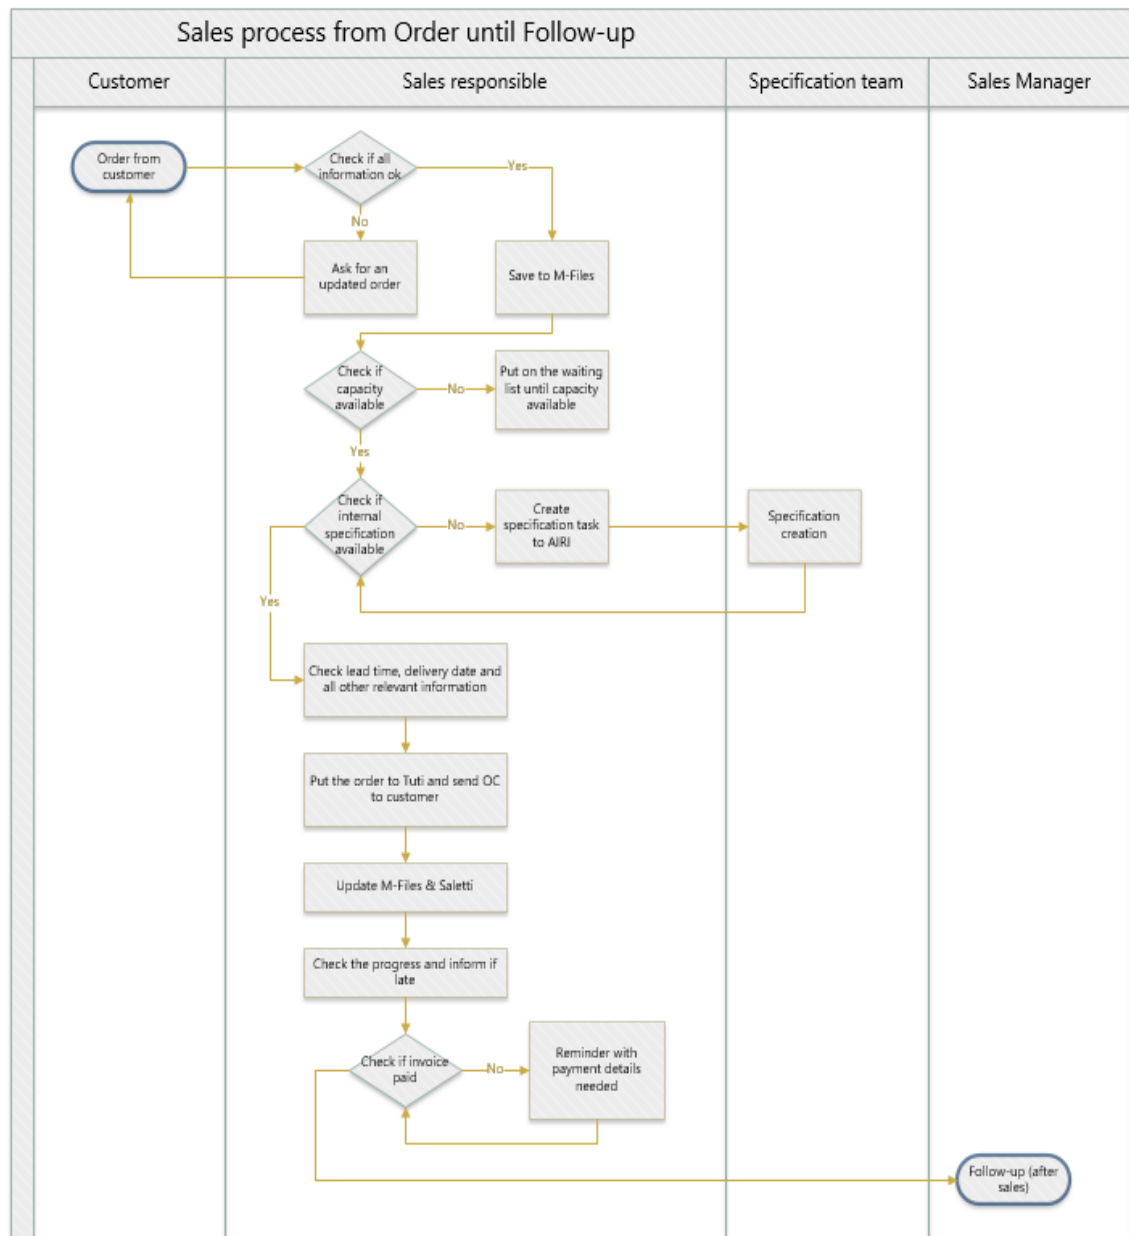 Sales process from Order until Follow-up
Customer
Sales responsible
Specification team
Sales Manager
Order from
customer
Check if all
information ok
Yes
No
Ask for an
updated order
Save to M-Files
Check if
capacity
available
No
Put on the waiting
list until capacity
available
Yes
Check if
internal
specification
available
No
Create
specification task
to AIRI
Specification
creation
Yes
Check lead time, delivery date and
all other relevant information
Put the order to Tuti and send OC
to customer
Update M-Files & Saletti
Check the progress and inform if
late
Check if invoice
paid
No
Reminder with
payment details
needed
Follow-up (after
sales)